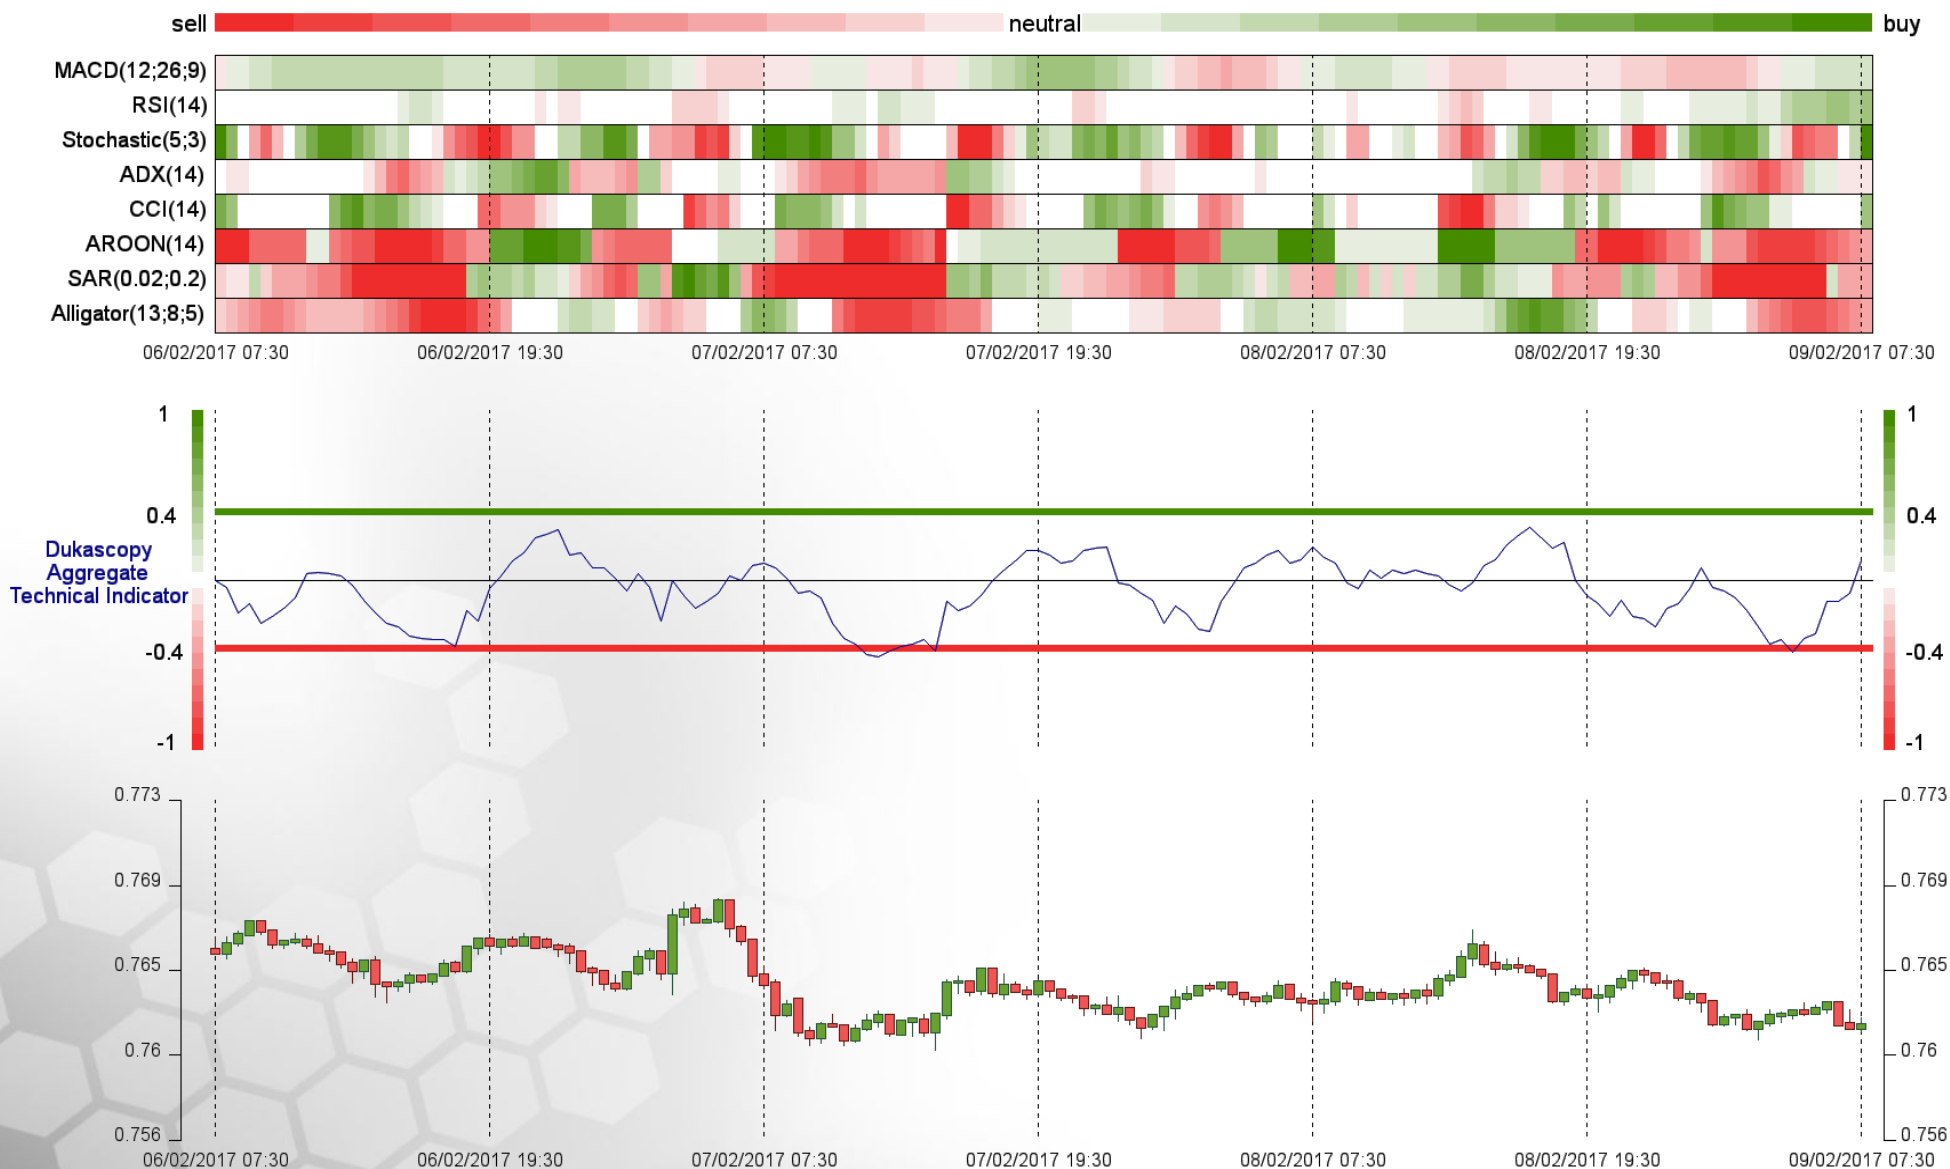 sell neutral buy
MACD(12;26;9)
RSI(14)
Stochastic(5;3)
ADX(14)
CCI(14)
AROON(14)
SAR(0.02;0.2)
Alligator(13;8;5)
06/02/2017 07:30 06/02/2017 19:30 07/02/2017 07:30 07/02/2017 19:30 08/02/2017 07:30 08/02/2017 19:30 09/02/2017 07:30
1 1
0.4 0.4
Dukascopy
Aggregate
Technical Indicator
-0.4 -0.4
-1 -1
0.773 0.773
0.769 0.769
0.765 0.765
0.76 0.76
0.756 0.756
06/02/2017 07:30 06/02/2017 19:30 07/02/2017 07:30 07/02/2017 19:30 08/02/2017 07:30 08/02/2017 19:30 09/02/2017 07:30